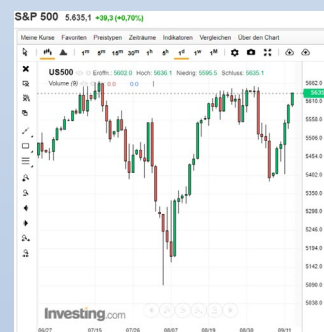 S&P 500 5.635,1 +39,3 (+0,70%)
Meine Kurse Favoriten Preistypen Zeiträume Indikatoren Vergleichen Über den Chart
1m 5m 15m 30m 1h 5h 1d 1w 1M
US500 Eröffn.: 5602.0 Hoch: 5636.1 Niedrig: 5595.5 Schluss: 5635.1
Volume (9)
5662.0
5635
5610.0
5558.0
5506.0
5454.0
5402.0
5350.0
5298.0
5246.0
5194.0
5142.0
5090.0
5038.0
Investing.com
06/27 07/15 07/26 08/07 08/19 08/30 09/11